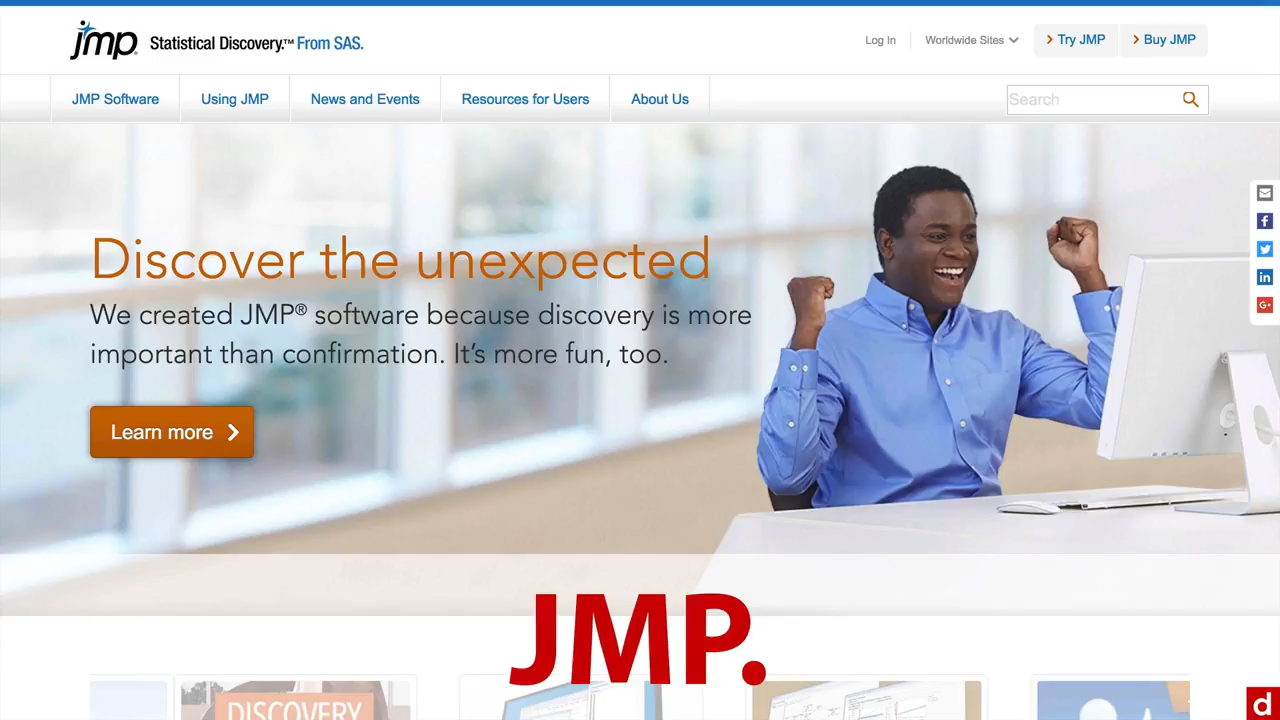 jmp Statistical Discovery.™ From SAS.
Log In
Worldwide Sites
Try JMP
Buy JMP
JMP Software
Using JMP
News and Events
Resources for Users
About Us
Search
Discover the unexpected
We created JMP® software because discovery is more
important than confirmation. It's more fun, too.
Learn more
f
in
G+
JMP.
DISCOVERY
d